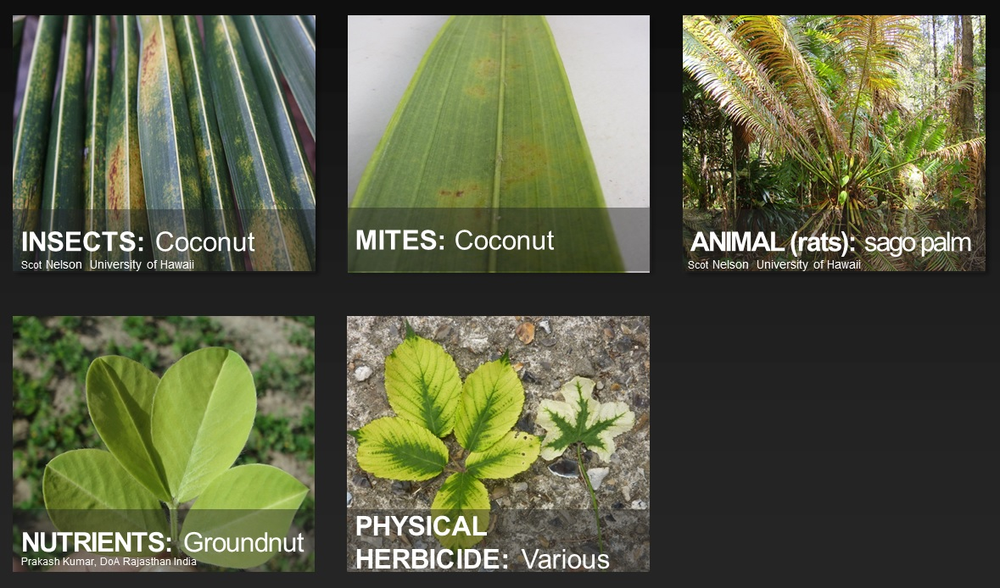 INSECTS: Coconut
Scot Nelson University of Hawaii
MITES: Coconut
ANIMAL (rats): sago palm
Scot Nelson University of Hawaii
NUTRIENTS: Groundnut
Prakash Kumar, DoA Rajasthan India
PHYSICAL
HERBICIDE: Various